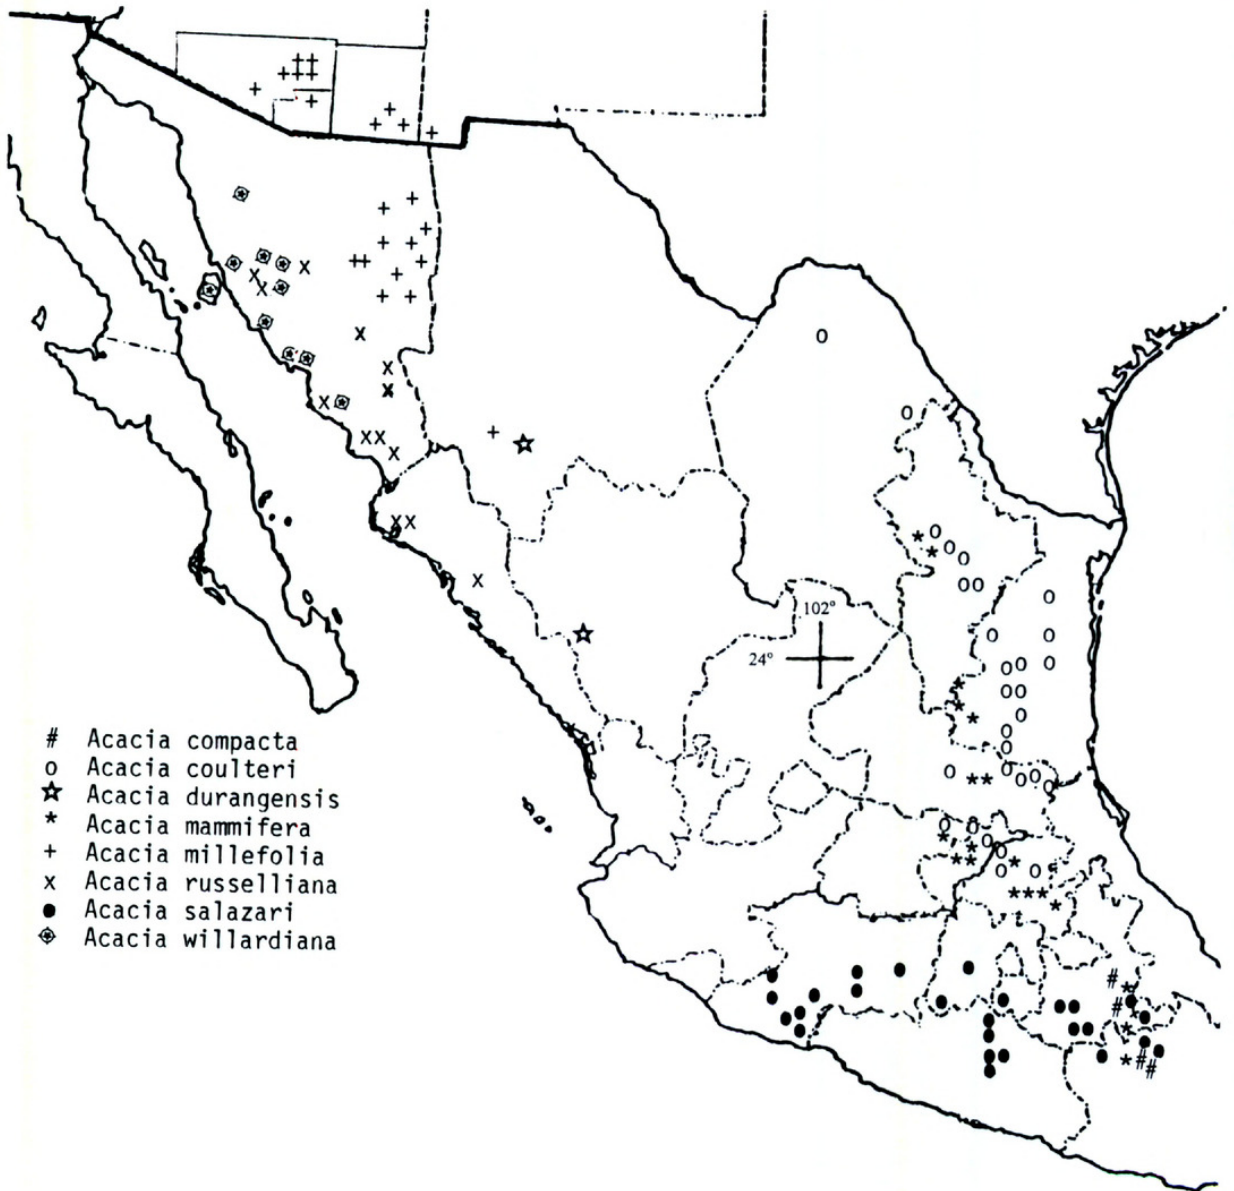 102°
24°
# Acacia compacta
o Acacia coulteri
☆ Acacia durangensis
* Acacia mammifera
+ Acacia millefolia
x Acacia russelliana
● Acacia salazari
Acacia willardiana